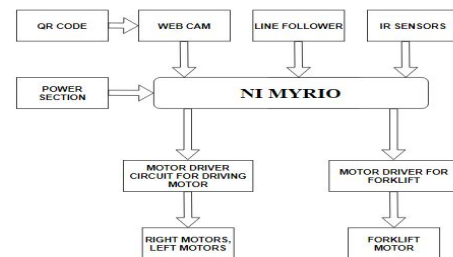 QR CODE
WEB CAM
LINE FOLLOWER
IR SENSORS
POWER
SECTION
NI MYRIO
MOTOR DRIVER
CIRCUIT FOR DRIVING
MOTOR
MOTOR DRIVER FOR
FORKLIFT
RIGHT MOTORS,
LEFT MOTORS
FORKLIFT
MOTOR